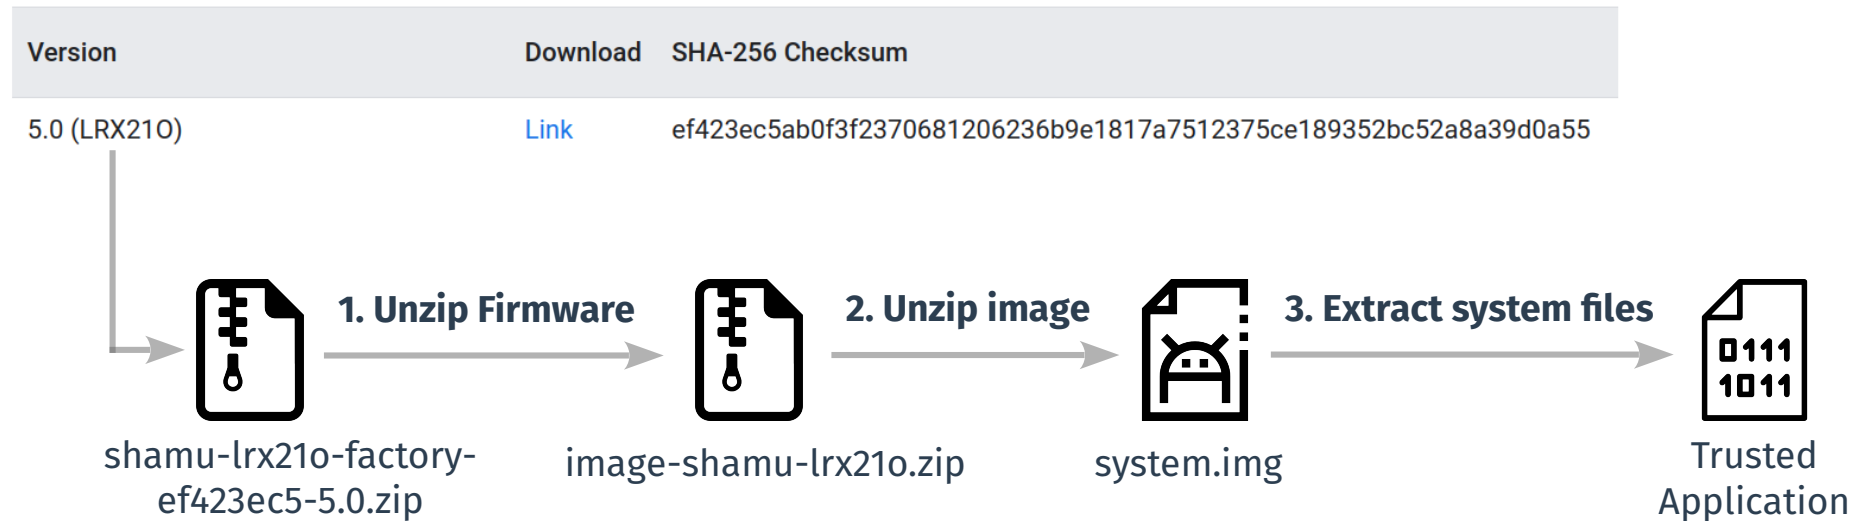 Version Download SHA-256 Checksum
5.0 (LRX21O) Link ef423ec5ab0f3f2370681206236b9e1817a7512375ce189352bc52a8a39d0a55
1. Unzip Firmware
2. Unzip image
3. Extract system files
0111
1011
shamu-lrx21o-factory-
ef423ec5-5.0.zip
image-shamu-lrx21o.zip
system.img
Trusted
Application